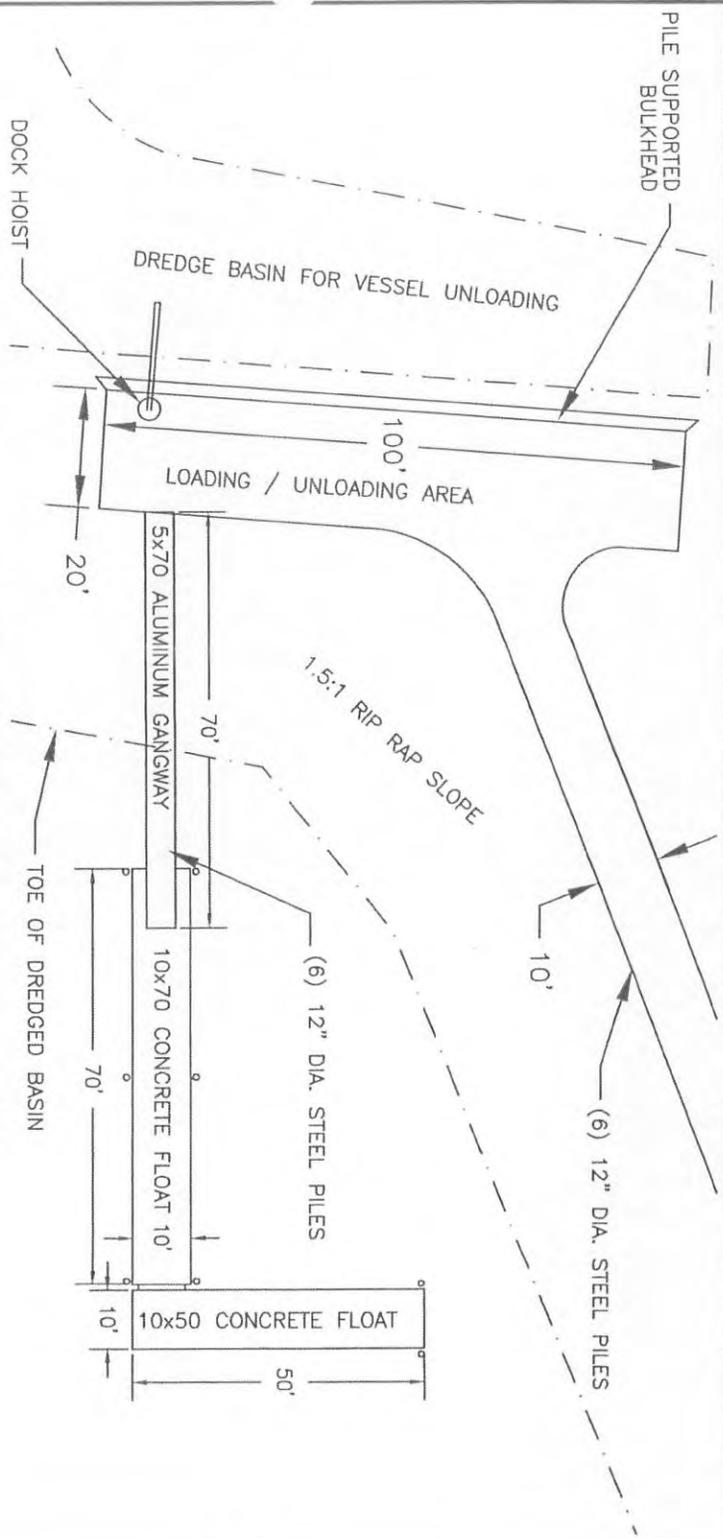 PILE SUPPORTED
BULKHEAD
DREDGE BASIN FOR VESSEL UNLOADING
DOCK HOIST
100'
LOADING / UNLOADING AREA
20'
5x70 ALUMINUM GANGWAY
70'
1.5:1 RIP RAP SLOPE
10'
(6) 12" DIA. STEEL PILES
(6) 12" DIA. STEEL PILES
TOE OF DREDGED BASIN
10x70 CONCRETE FLOAT
10'
70'
10'
10x50 CONCRETE FLOAT
50'